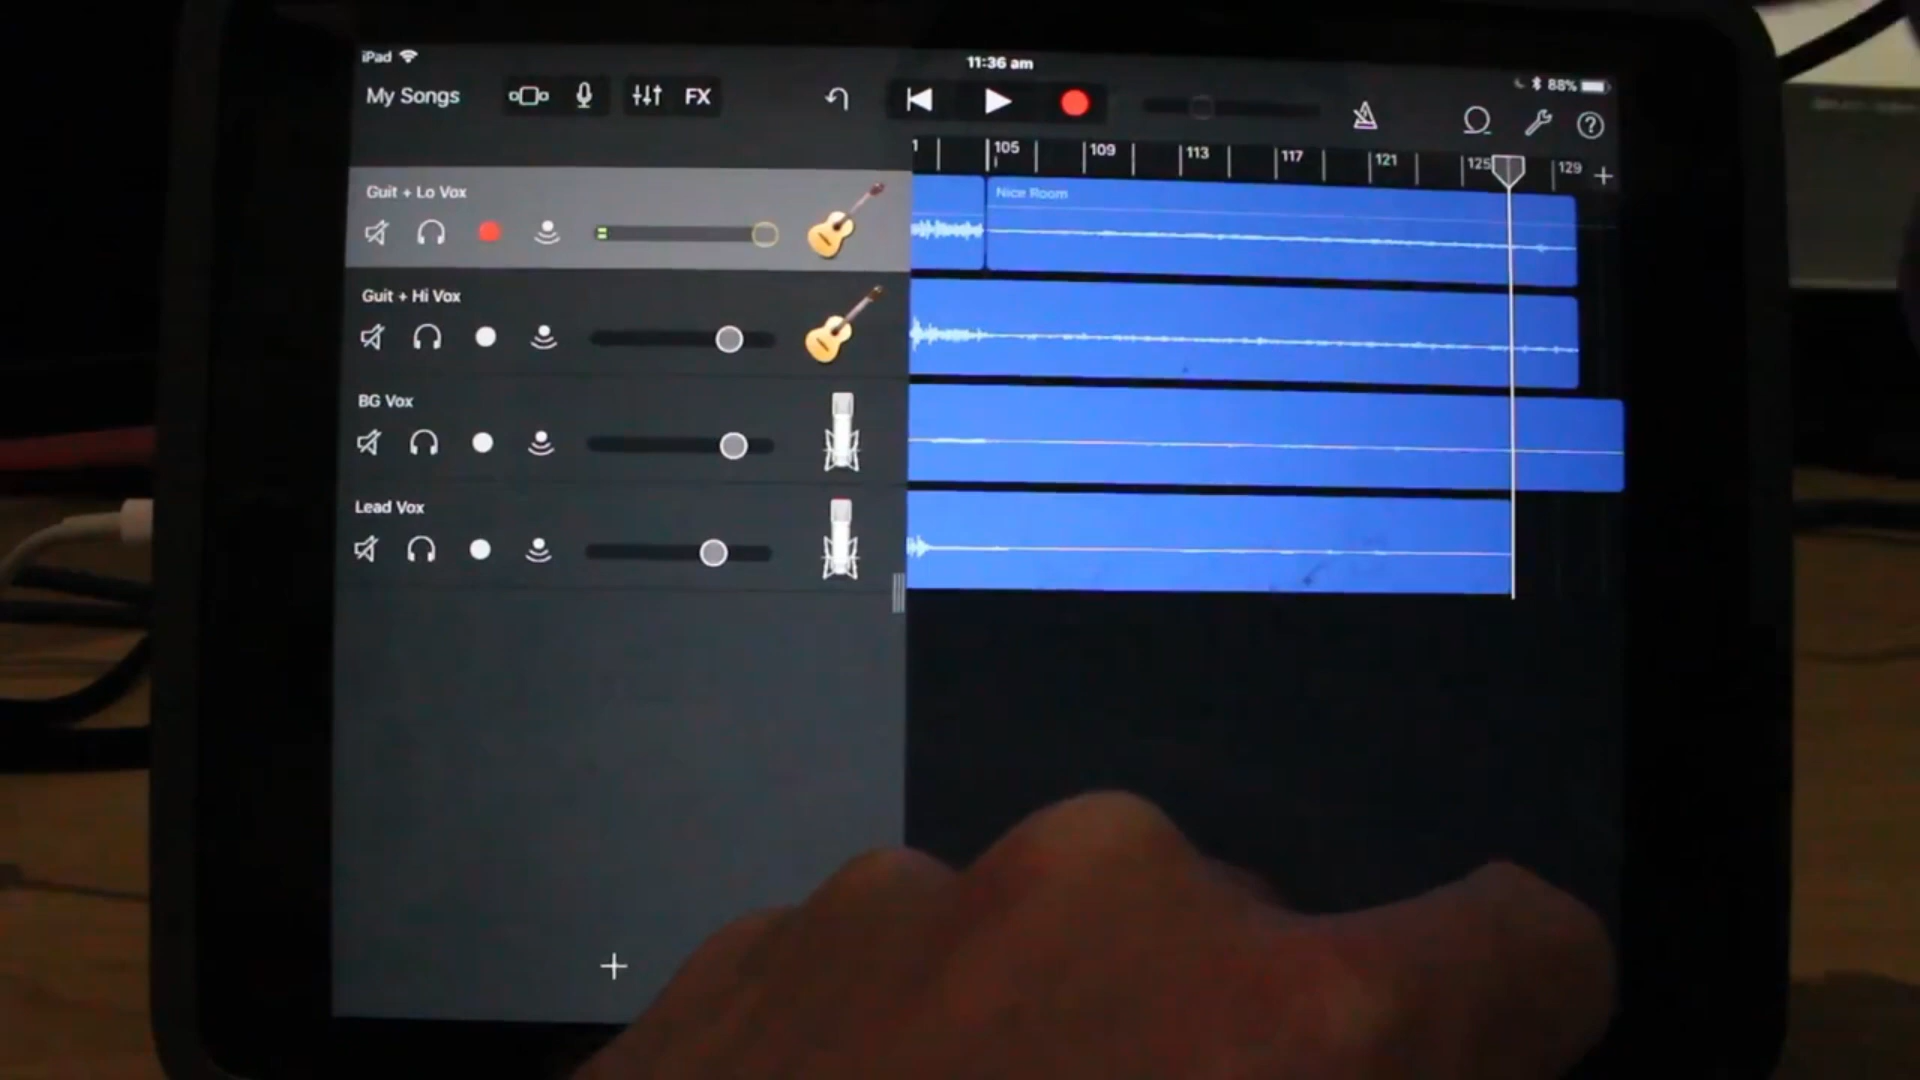 iPad
11:36 am
88%
My Songs
FX
105
109
113
117
121
125
129
Guit + Lo Vox
Nice Room
Guit + Hi Vox
BG Vox
Lead Vox